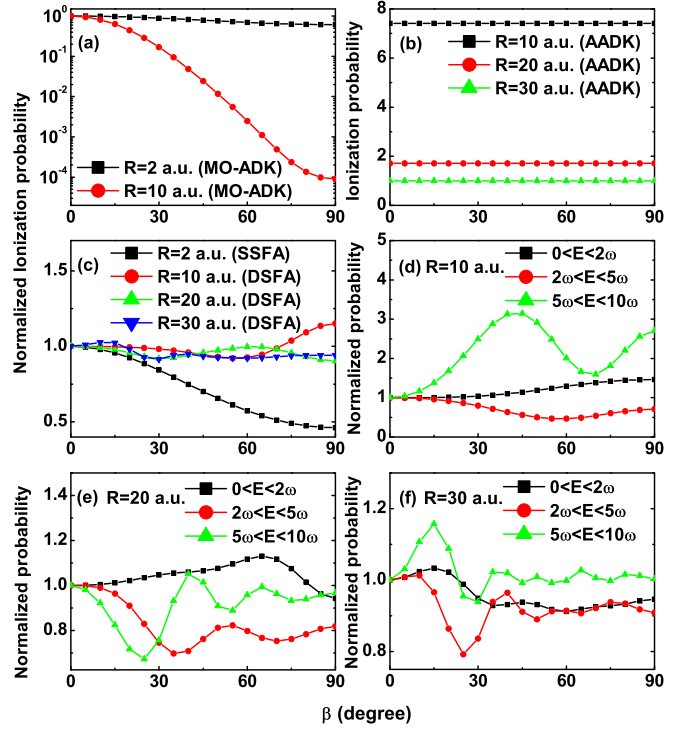 Normalized Ionization probability
10^0
10^-1
10^-2
10^-3
10^-4
(a)
R=2 a.u. (MO-ADK)
R=10 a.u. (MO-ADK)
0 30 60 90
Ionization probability
8
6
4
2
0
(b)
R=10 a.u. (AADK)
R=20 a.u. (AADK)
R=30 a.u. (AADK)
0 30 60 90
1.5
1.0
0.5
(c)
R=2 a.u. (SSFA)
R=10 a.u. (DSFA)
R=20 a.u. (DSFA)
R=30 a.u. (DSFA)
0 30 60 90
Normalized probability
5
4
3
2
1
0
(d) R=10 a.u.
0<E<2ω
2ω<E<5ω
5ω<E<10ω
0 30 60 90
Normalized probability
1.4
1.2
1.0
0.8
(e) R=20 a.u.
0<E<2ω
2ω<E<5ω
5ω<E<10ω
0 30 60 90
Normalized probability
1.2
1.0
0.8
(f) R=30 a.u.
0<E<2ω
2ω<E<5ω
5ω<E<10ω
0 30 60 90
β (degree)